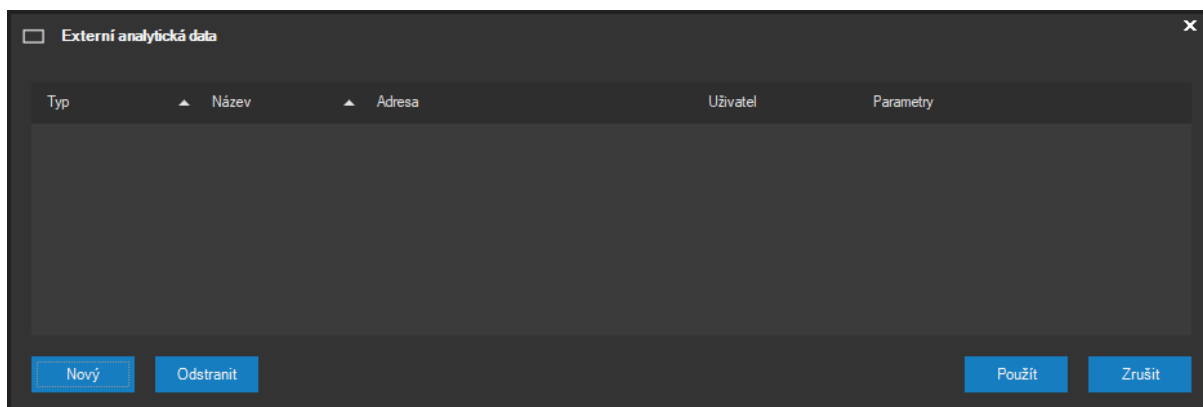 Externí analytická data
Typ Název Adresa Uživatel Parametry
Nový Odstranit Použít Zrušit